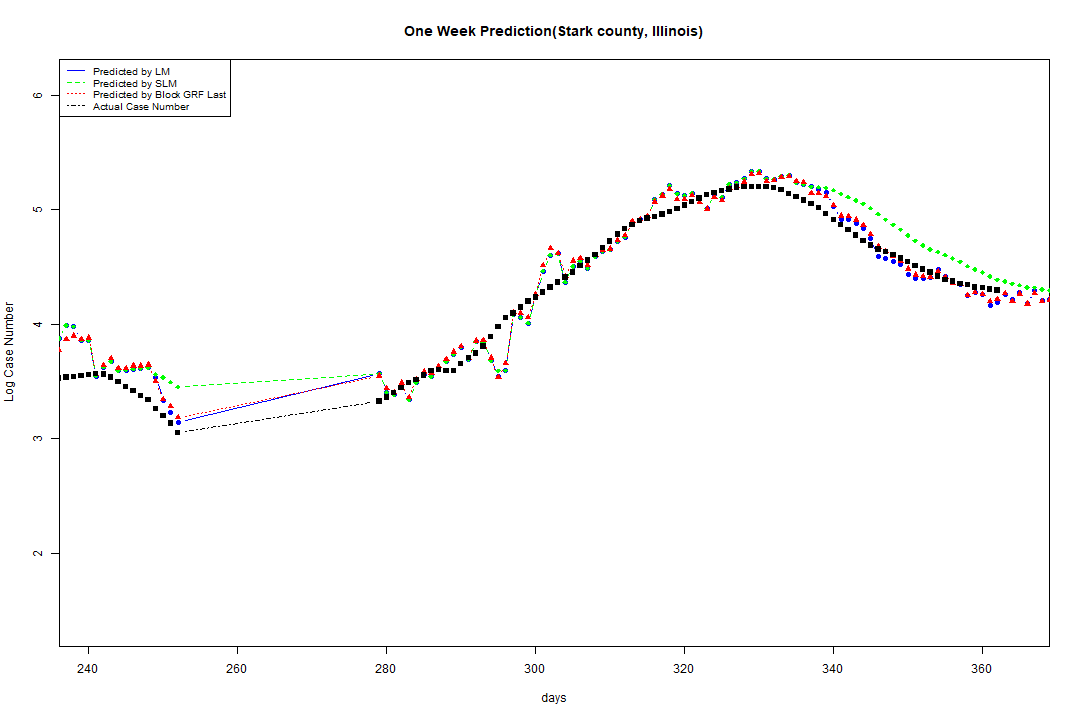 One Week Prediction(Stark county, Illinois)
Predicted by LM
Predicted by SLM
Predicted by Block GRF Last
Actual Case Number
Log Case Number
6
5
4
3
2
240 260 280 300 320 340 360
days